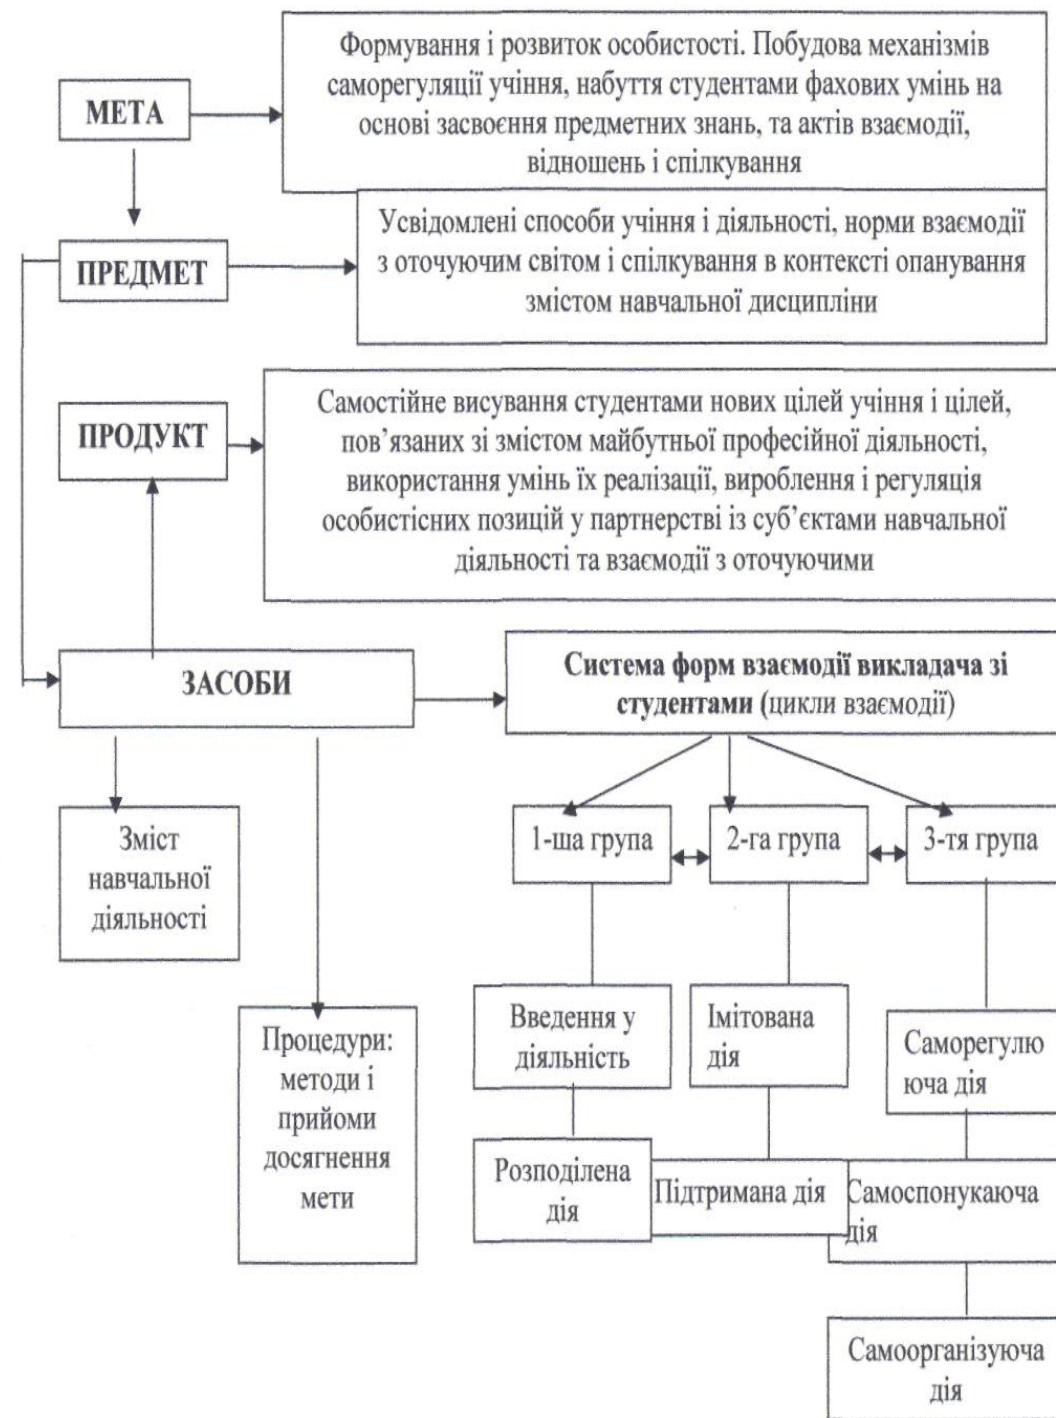 МЕТА
Формування і розвиток особистості. Побудова механізмів
саморегуляції учіння, набуття студентами фахових умінь на
основі засвоєння предметних знань, та актів взаємодії,
відношень і спілкування
ПРЕДМЕТ
Усвідомлені способи учіння і діяльності, норми взаємодії
з оточуючим світом і спілкування в контексті опанування
змістом навчальної дисципліни
ПРОДУКТ
Самостійне висування студентами нових цілей учіння і цілей,
пов’язаних зі змістом майбутньої професійної діяльності,
використання умінь їх реалізації, вироблення і регуляція
особистісних позицій у партнерстві із суб’єктами навчальної
діяльності та взаємодії з оточуючими
ЗАСОБИ
Система форм взаємодії викладача зі
студентами (цикли взаємодії)
Зміст
навчальної
діяльності
Процедури:
методи і
прийоми
досягнення
мети
1-ша група
2-га група
3-тя група
Введення у
діяльність
Імітована
дія
Саморегулю
юча дія
Розподілена
дія
Підтримана дія
Самоспонукаюча
дія
Самоорганізуюча
дія